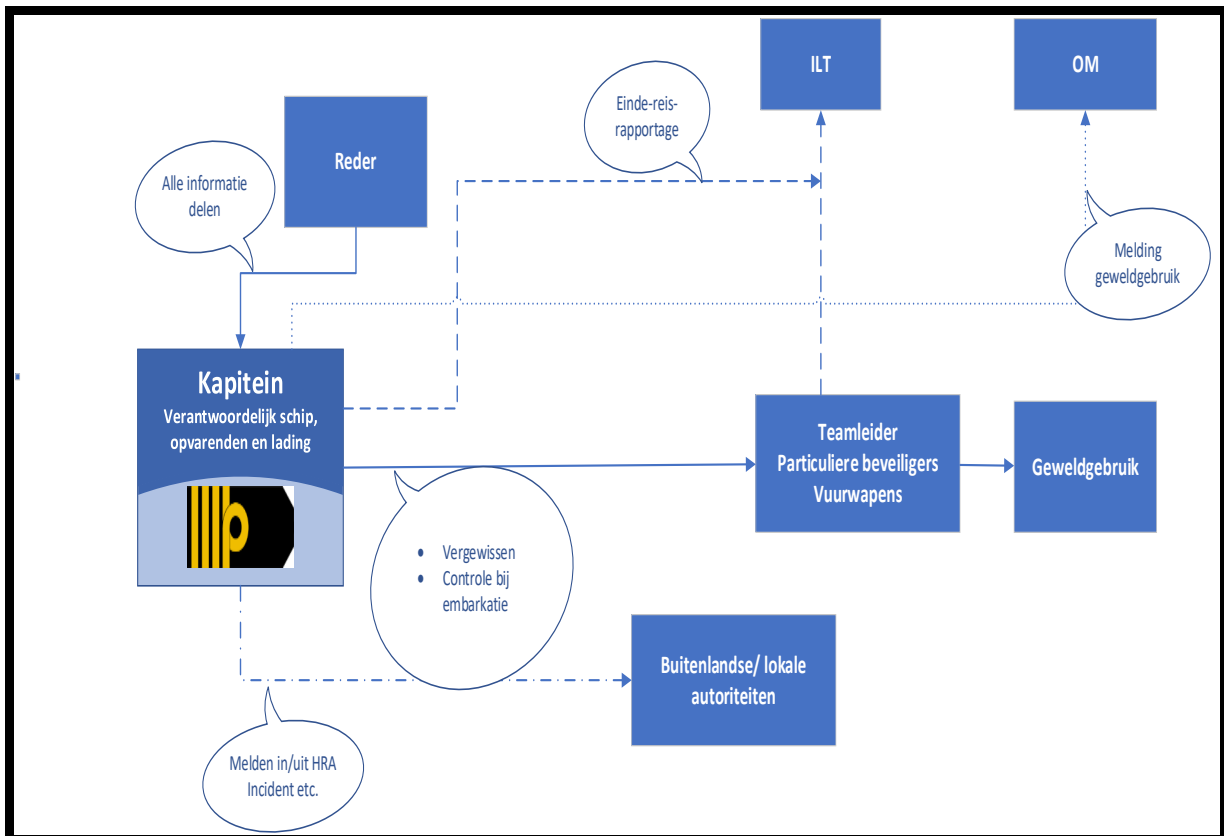 ILT
OM
Einde-reis-
rapportage
Reder
Alle informatie
delen
Melding
geweldgebruik
Kapitein
Verantwoordelijk schip,
opvarenden en lading
Teamleider
Particuliere beveiligers
Vuurwapens
Geweldgebruik
• Vergewissen
• Controle bij
embarkatie
Buitenlandse/ lokale
autoriteiten
Melden in/uit HRA
Incident etc.